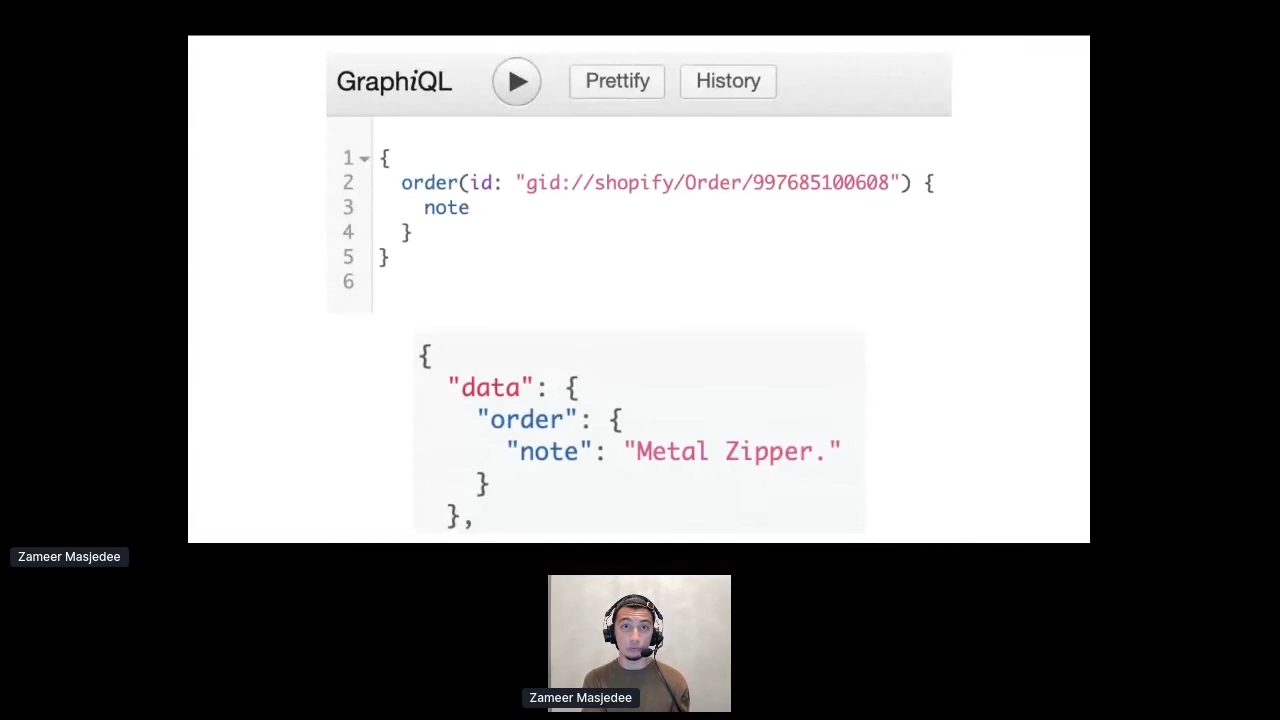 GraphiQL Prettify History
1 {
2 order(id: "gid://shopify/Order/997685100608") {
3 note
4 }
5 }
6
{
"data": {
"order": {
"note": "Metal Zipper."
}
},
Zameer Masjedee
Zameer Masjedee